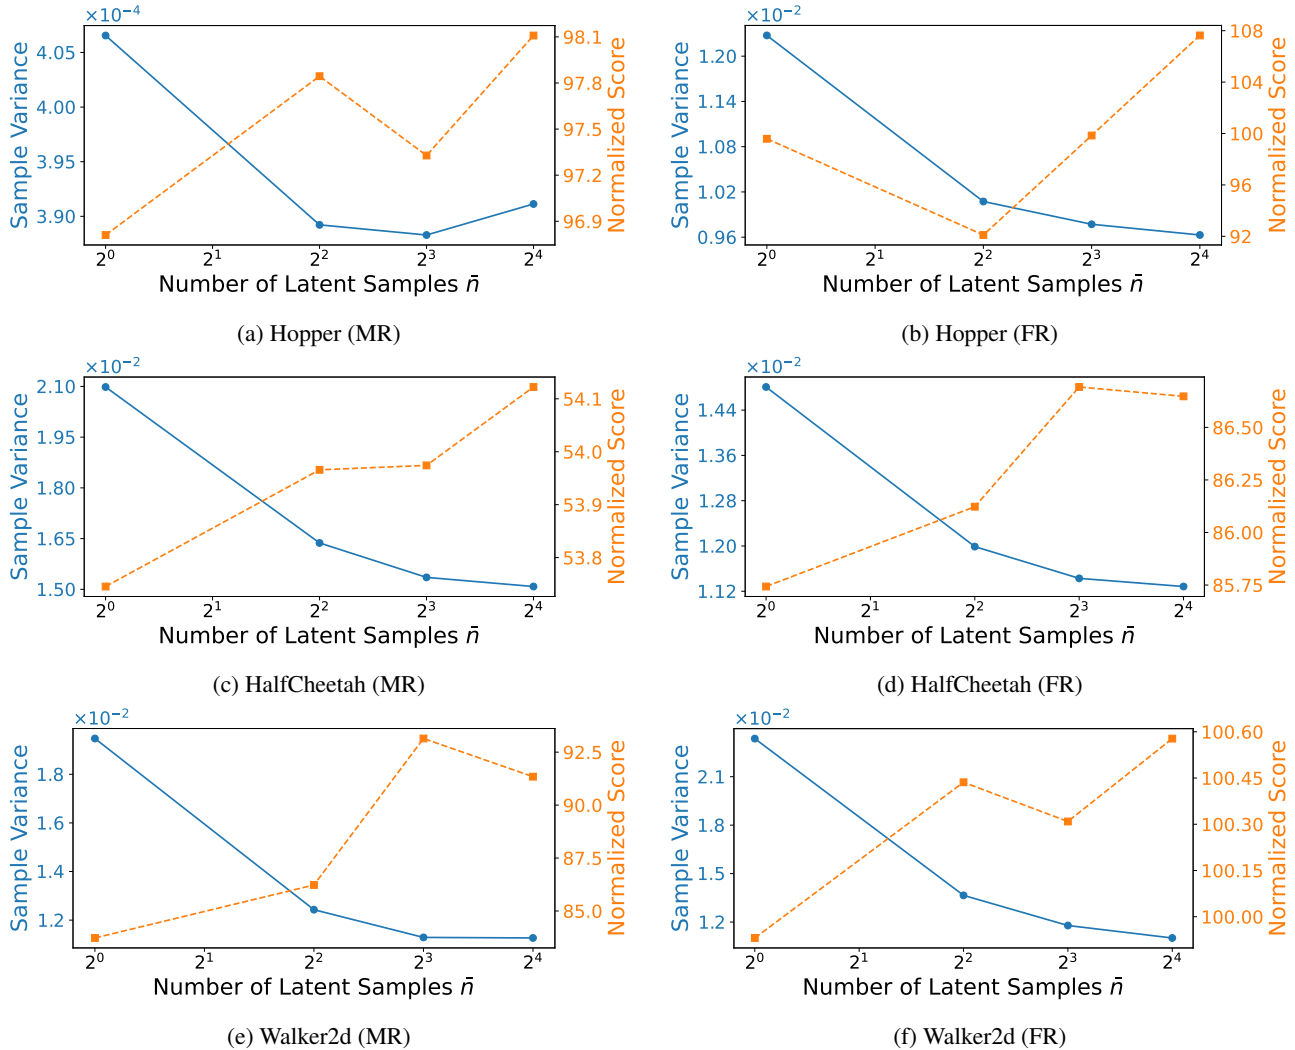 ×10⁻⁴
4.05
4.00
3.95
3.90
Sample Variance
98.1
97.8
97.5
97.2
96.9
Normalized Score
2⁰ 2¹ 2² 2³ 2⁴
Number of Latent Samples n̄
(a) Hopper (MR)
×10⁻²
1.20
1.14
1.08
1.02
0.96
Sample Variance
108
104
100
96
92
Normalized Score
2⁰ 2¹ 2² 2³ 2⁴
Number of Latent Samples n̄
(b) Hopper (FR)
×10⁻²
2.10
1.95
1.80
1.65
1.50
Sample Variance
54.1
54.0
53.9
53.8
Normalized Score
2⁰ 2¹ 2² 2³ 2⁴
Number of Latent Samples n̄
(c) HalfCheetah (MR)
×10⁻²
1.44
1.36
1.28
1.20
1.12
Sample Variance
86.50
86.25
86.00
85.75
Normalized Score
2⁰ 2¹ 2² 2³ 2⁴
Number of Latent Samples n̄
(d) HalfCheetah (FR)
×10⁻²
1.8
1.6
1.4
1.2
Sample Variance
92.5
90.0
87.5
85.0
Normalized Score
2⁰ 2¹ 2² 2³ 2⁴
Number of Latent Samples n̄
(e) Walker2d (MR)
×10⁻²
2.1
1.8
1.5
1.2
Sample Variance
100.60
100.45
100.30
100.15
100.00
Normalized Score
2⁰ 2¹ 2² 2³ 2⁴
Number of Latent Samples n̄
(f) Walker2d (FR)